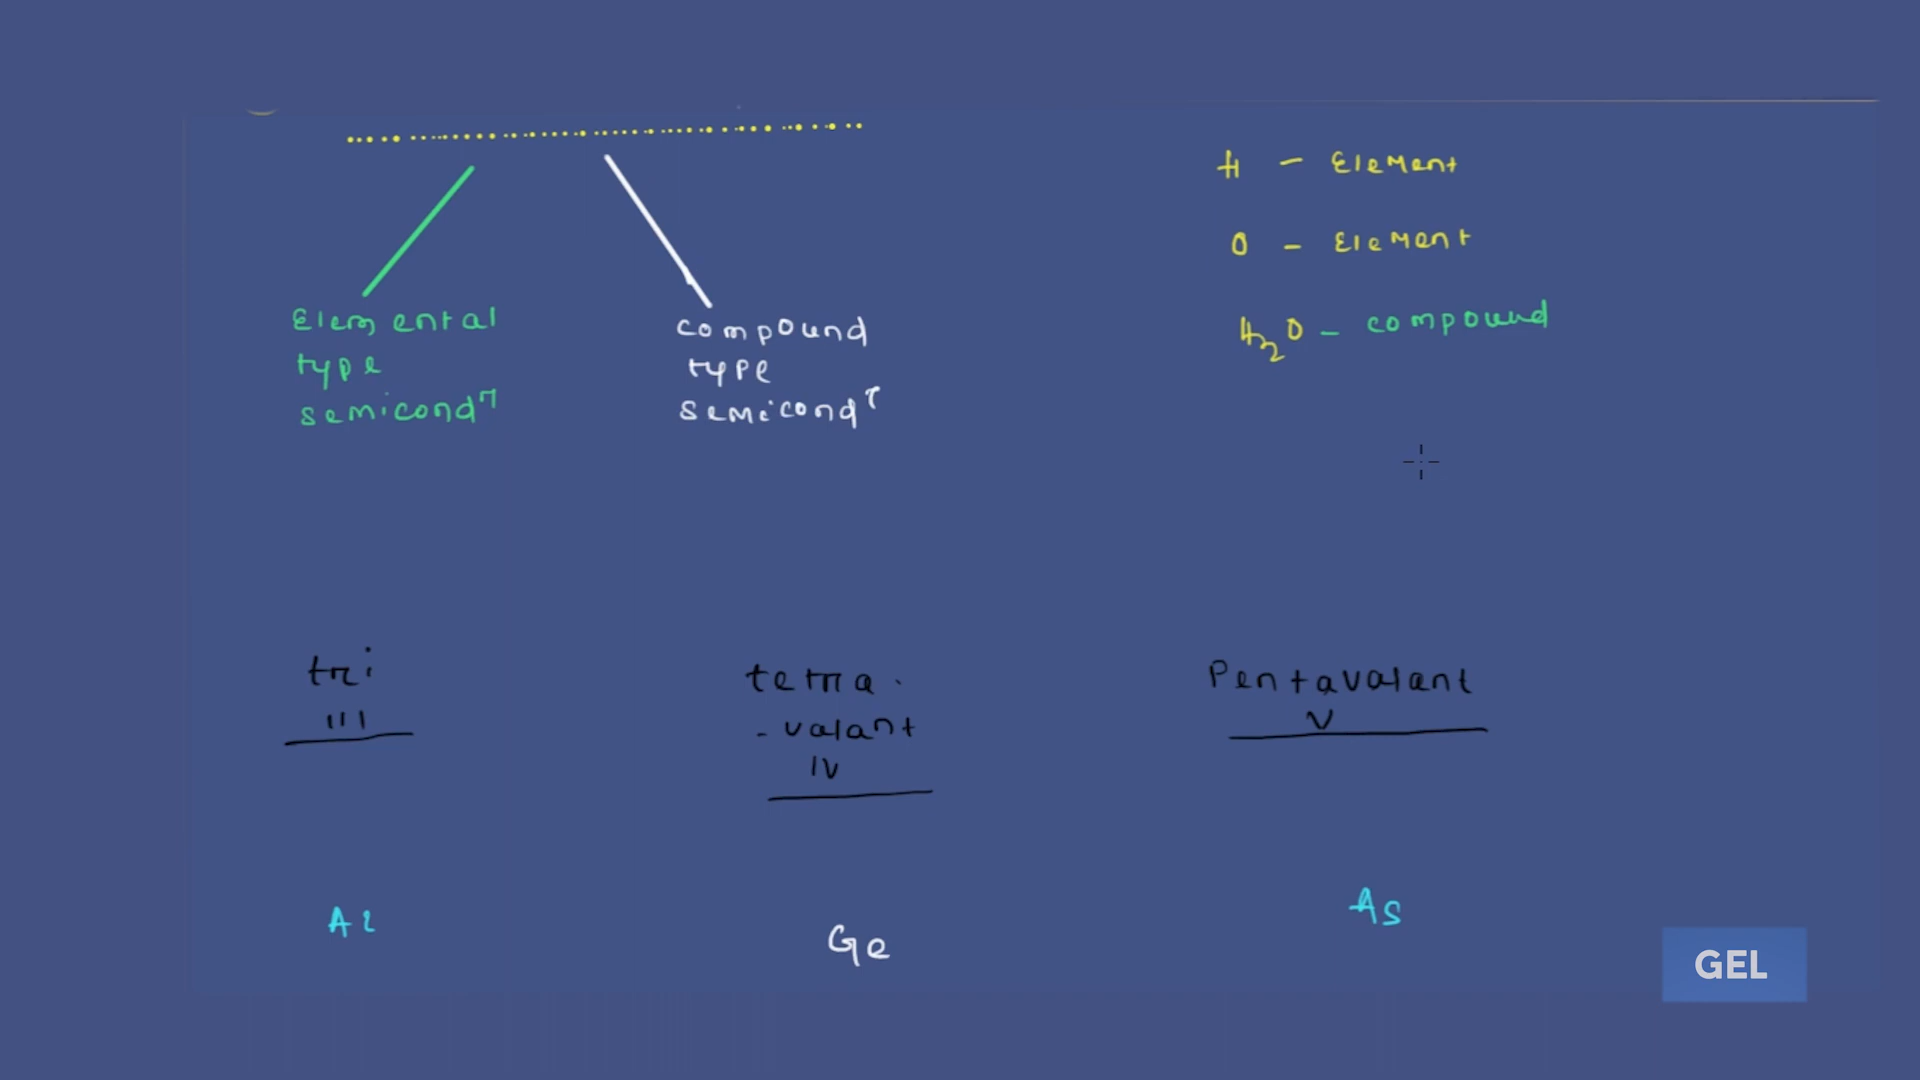 H - Element
O - Element
H2O - compound
Elemental
type
semicondr
compound
type
semicondr
tri
III
tetra
- valant
IV
Pentavalant
V
Al
Ge
As
GEL